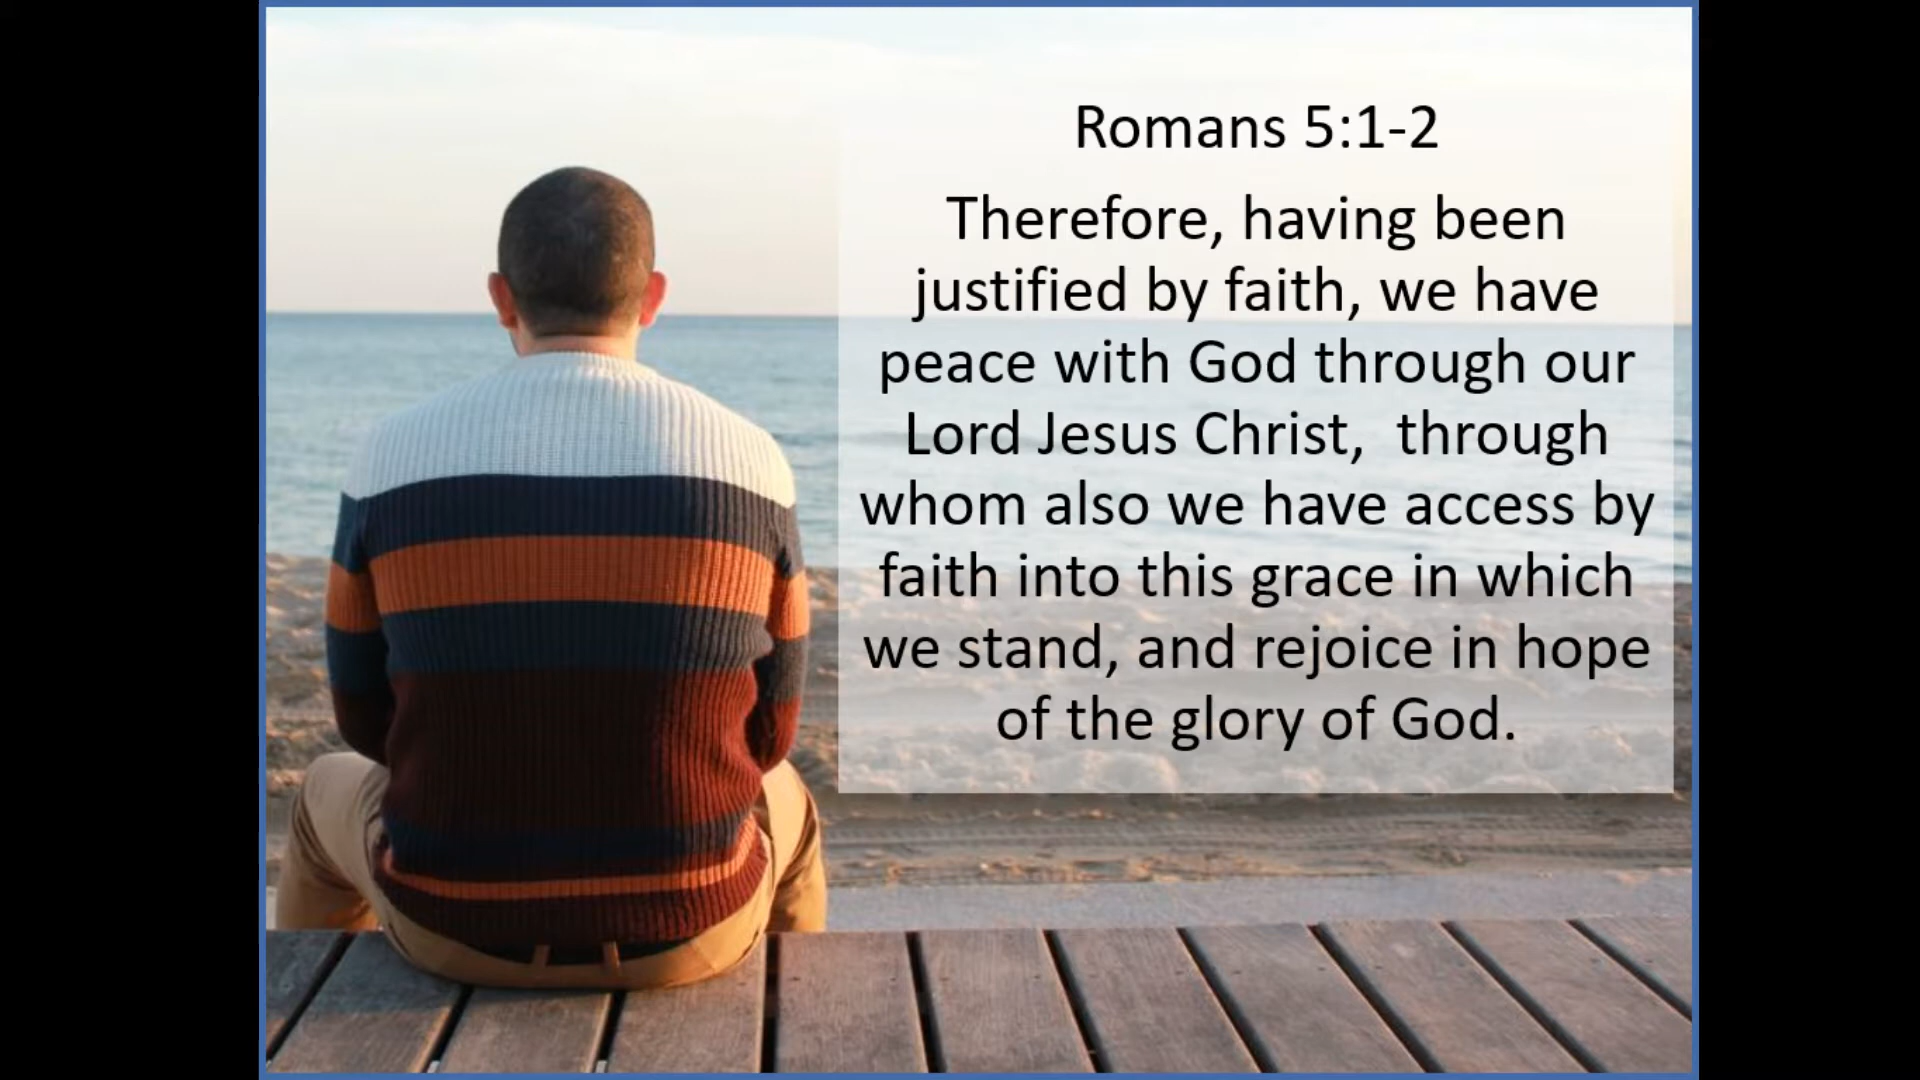 Romans 5:1-2
Therefore, having been
justified by faith, we have
peace with God through our
Lord Jesus Christ,  through
whom also we have access by
faith into this grace in which
we stand, and rejoice in hope
of the glory of God.